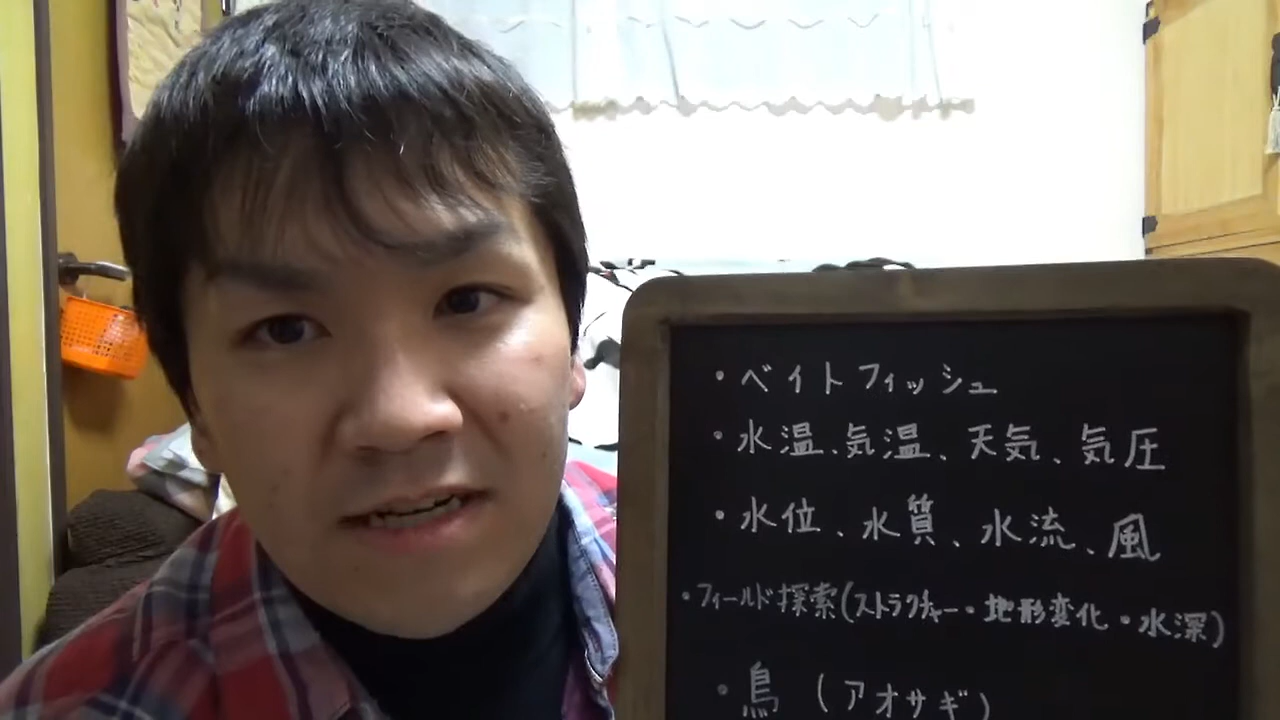 ・ベイトフィッシュ
・水温、気温、天気、気圧
・水位、水質、水流、風
・フィールド探索(ストラクチャー・地形変化・水深)
・鳥(アオサギ)